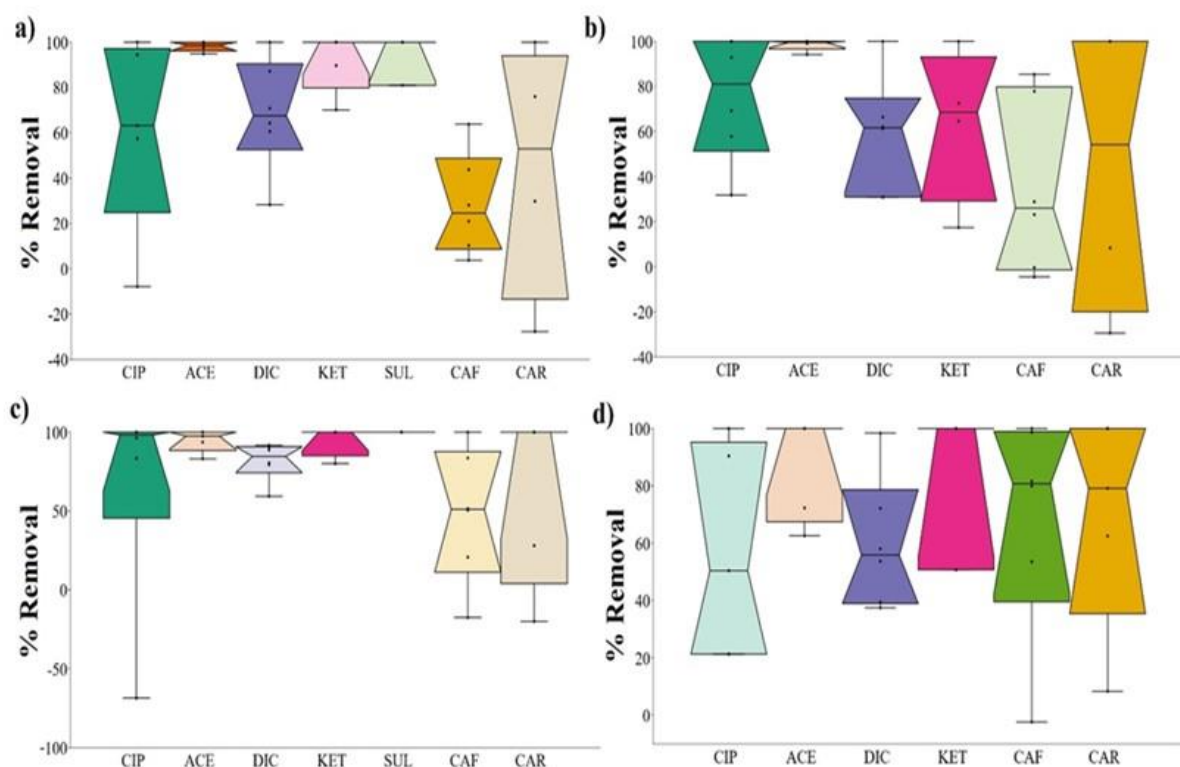 a)
% Removal
100
80
60
40
20
0
-20
-40
CIP ACE DIC KET SUL CAF CAR
b)
% Removal
100
80
60
40
20
0
-20
-40
CIP ACE DIC KET CAF CAR
c)
% Removal
100
50
0
-50
-100
CIP ACE DIC KET SUL CAF CAR
d)
% Removal
100
80
60
40
20
0
CIP ACE DIC KET CAF CAR